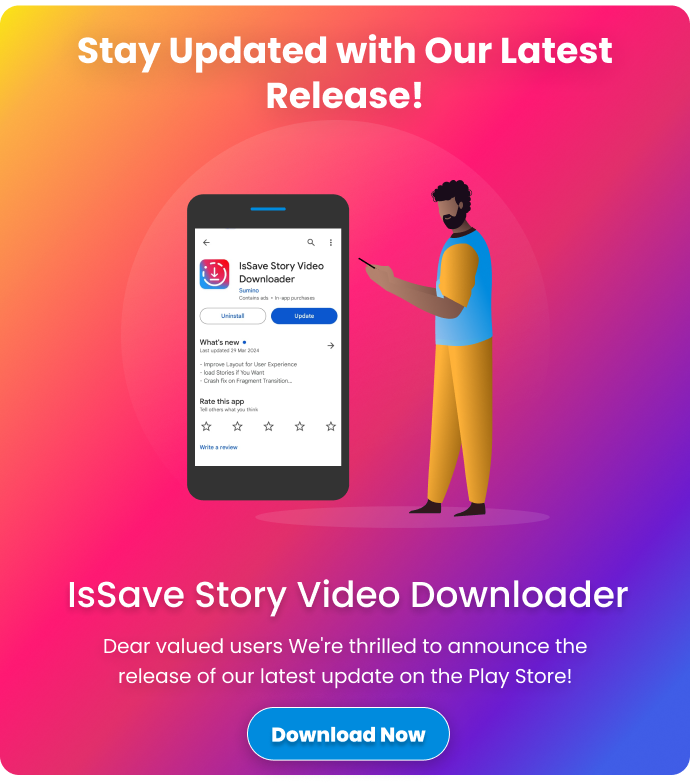 Stay Updated with Our Latest
Release!
IsSave Story Video
Downloader
Sumino
Contains ads • In-app purchases
Uninstall
Update
What's new •
Last updated 29 Mar 2024
- Improve Layout for User Experience
- load Stories if You Want
- Crash fix on Fragment Transition...
Rate this app
Tell others what you think
Write a review
IsSave Story Video Downloader
Dear valued users We're thrilled to announce the
release of our latest update on the Play Store!
Download Now